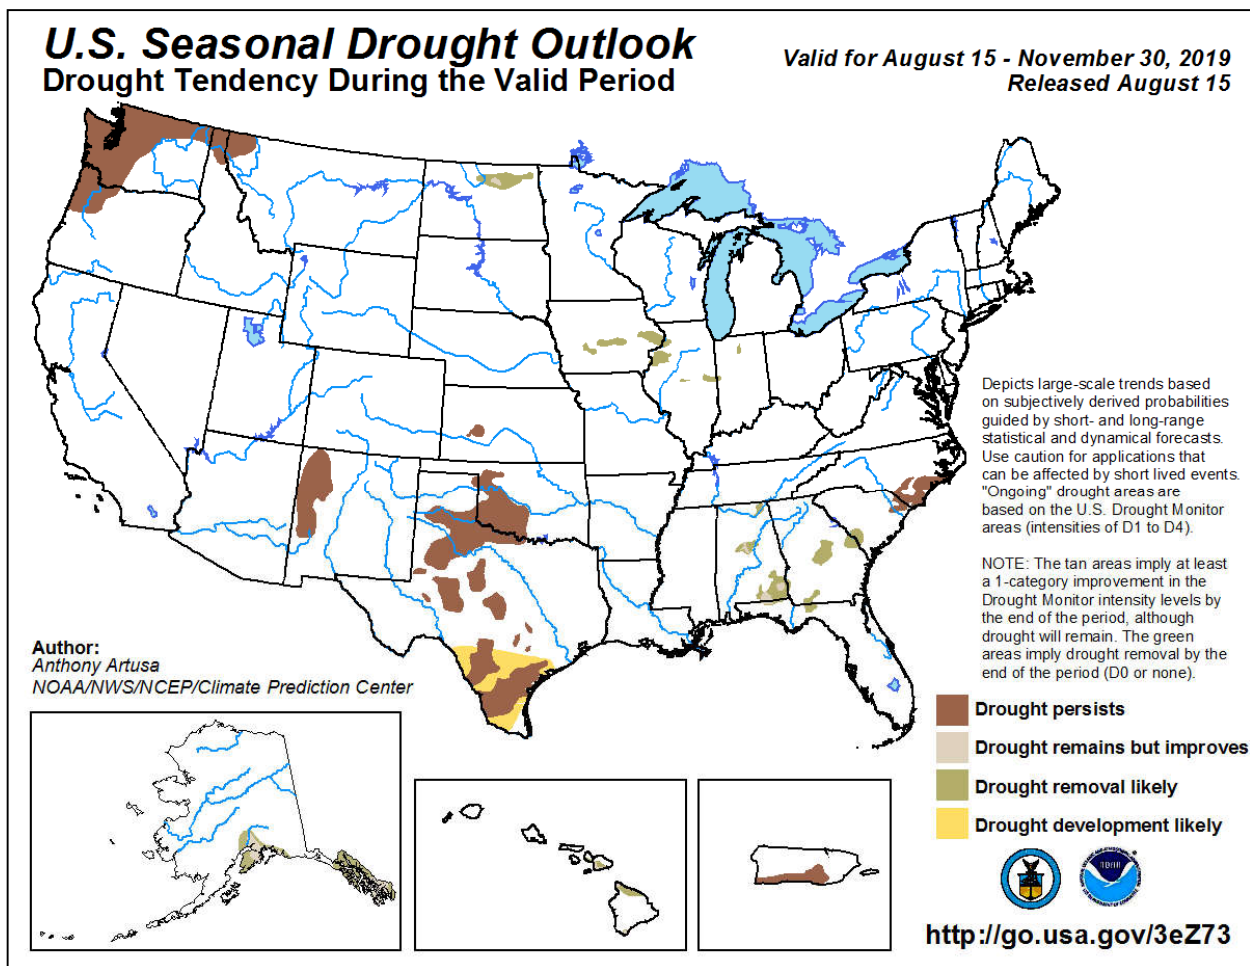 U.S. Seasonal Drought Outlook
Drought Tendency During the Valid Period
Valid for August 15 - November 30, 2019
Released August 15
Depicts large-scale trends based
on subjectively derived probabilities
guided by short- and long-range
statistical and dynamical forecasts.
Use caution for applications that
can be affected by short lived events.
"Ongoing" drought areas are
based on the U.S. Drought Monitor
areas (intensities of D1 to D4).
NOTE: The tan areas imply at least
a 1-category improvement in the
Drought Monitor intensity levels by
the end of the period, although
drought will remain. The green
areas imply drought removal by the
end of the period (D0 or none).
Author:
Anthony Artusa
NOAA/NWS/NCEP/Climate Prediction Center
Drought persists
Drought remains but improves
Drought removal likely
Drought development likely
http://go.usa.gov/3eZ73